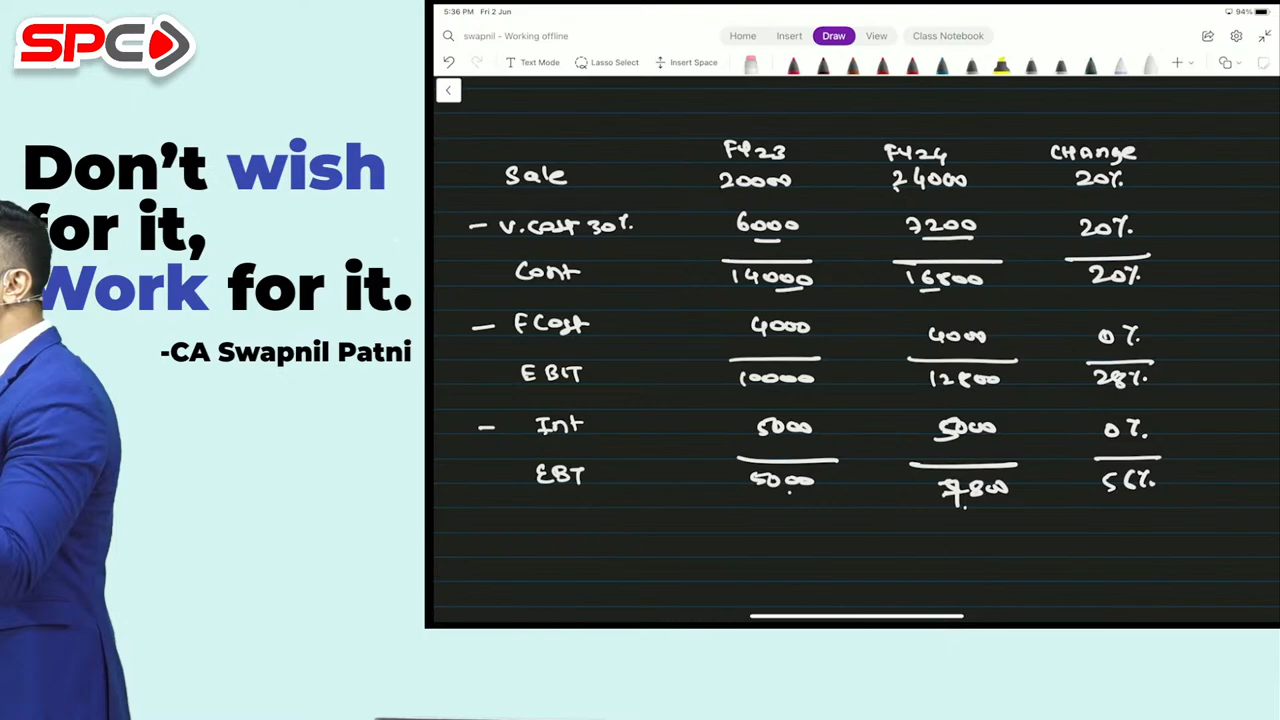 SPC
Don't wish
for it,
Work for it.
-CA Swapnil Patni
5:36 PM Fri 2 Jun 94%
swapnil - Working offline Home Insert Draw View Class Notebook
Text Mode Lasso Select Insert Space
FY23 FY24 CHANGE
Sale 20000 24000 20%
- V.Cost 30% 6000 7200 20%
Cont 14000 16800 20%
- F Cost 4000 4000 0%
EBIT 10000 12800 28%
- Int 5000 5000 0%
EBT 5000 7800 56%